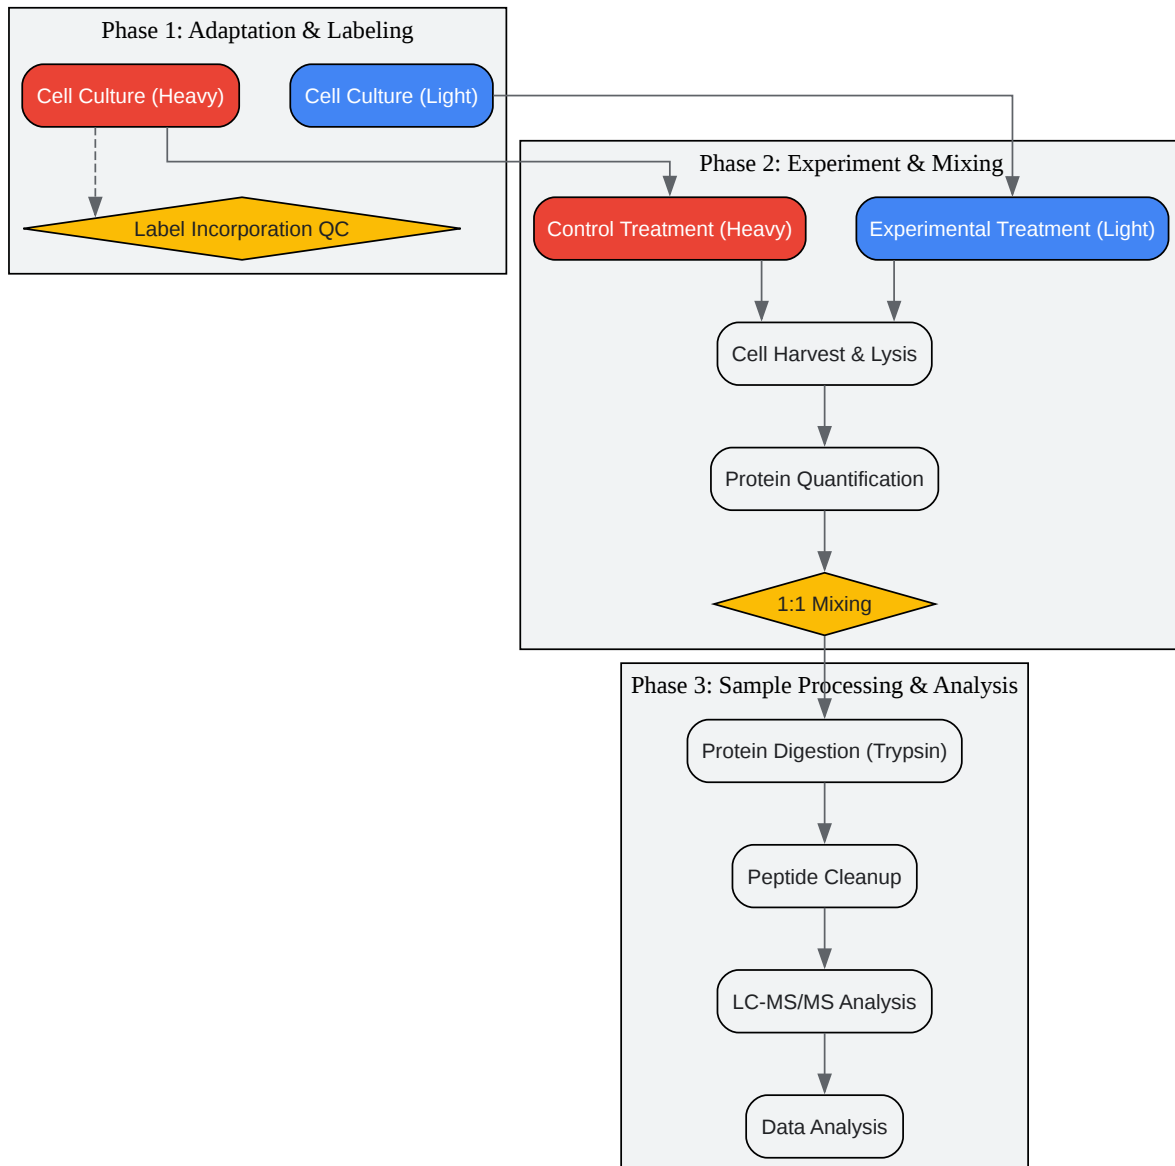 Phase 1: Adaptation & Labeling
Cell Culture (Heavy)
Cell Culture (Light)
Label Incorporation QC
Phase 2: Experiment & Mixing
Control Treatment (Heavy)
Experimental Treatment (Light)
Cell Harvest & Lysis
Protein Quantification
1:1 Mixing
Phase 3: Sample Processing & Analysis
Protein Digestion (Trypsin)
Peptide Cleanup
LC-MS/MS Analysis
Data Analysis